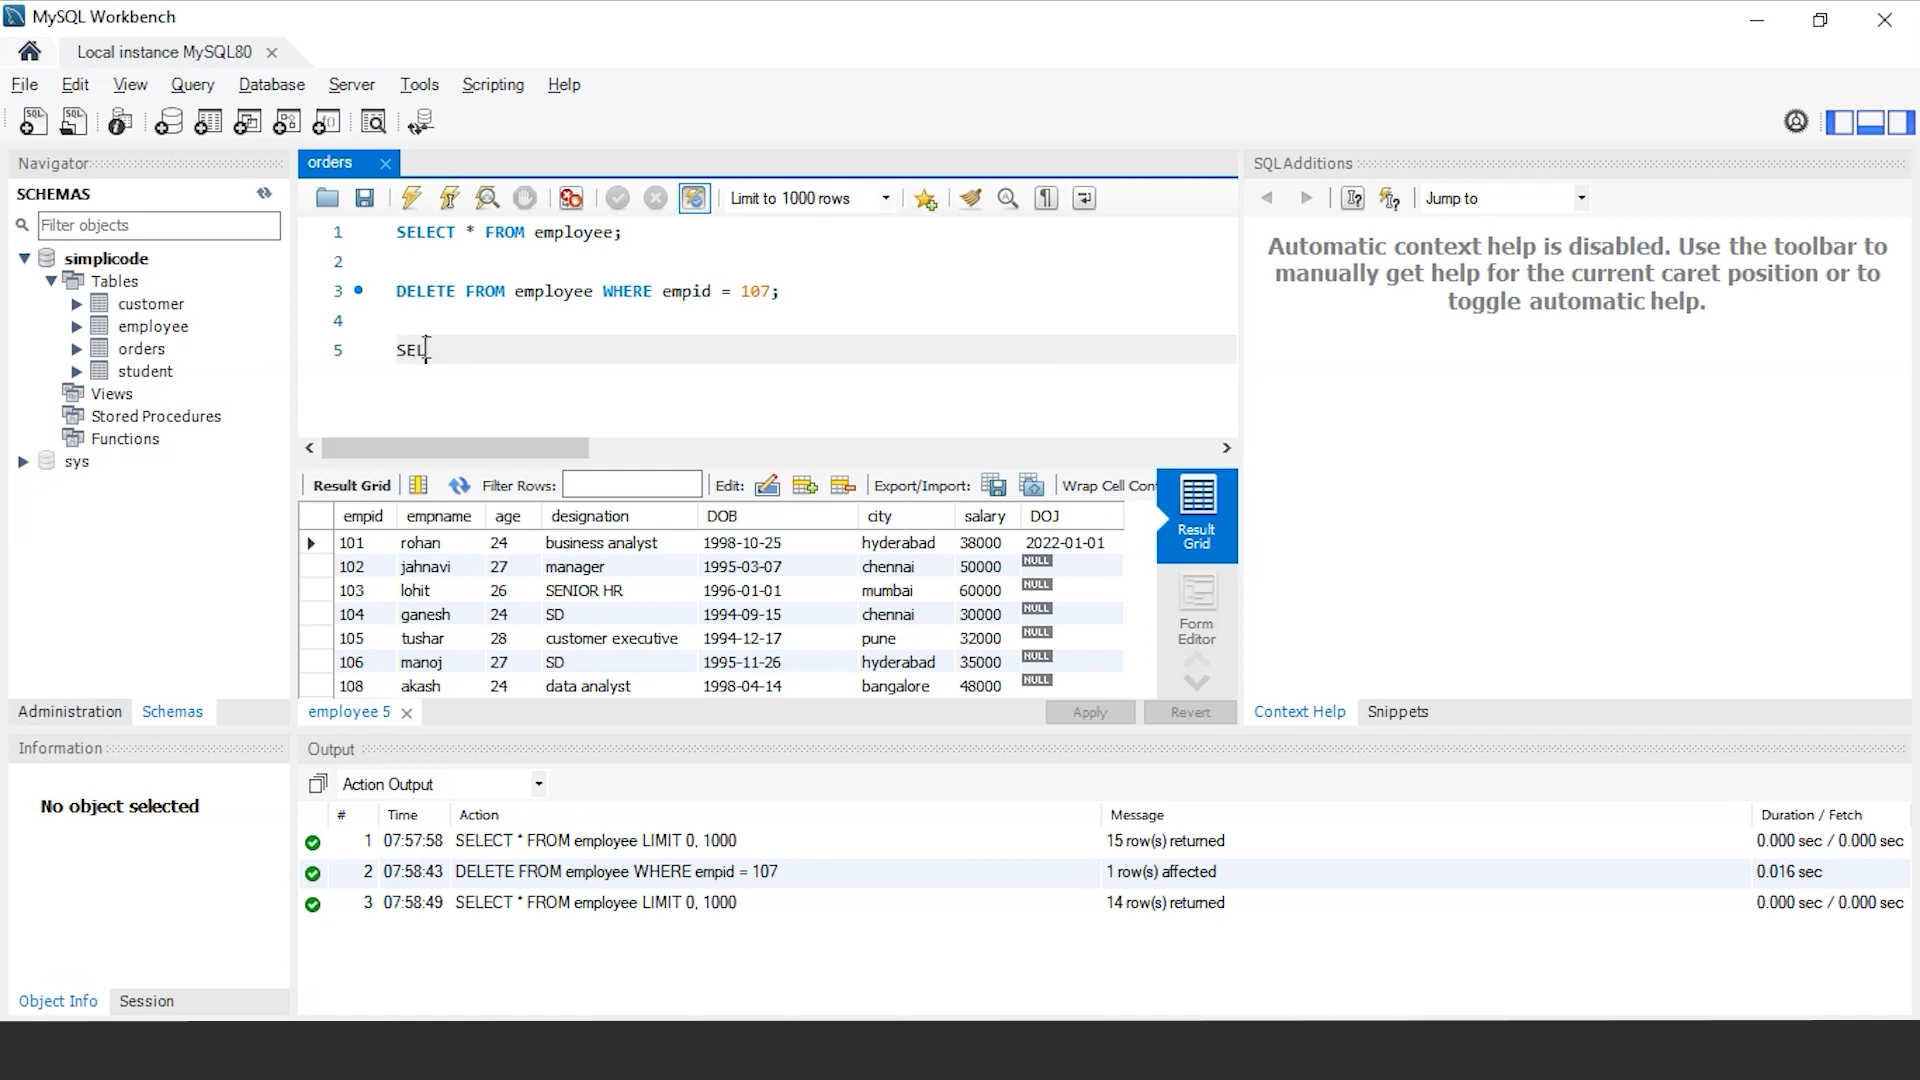 MySQL Workbench
Local instance MySQL80
File Edit View Query Database Server Tools Scripting Help
Navigator
SCHEMAS
Filter objects
simplicode
Tables
customer
employee
orders
student
Views
Stored Procedures
Functions
sys
Administration Schemas
Information
No object selected
Object Info Session
orders
Limit to 1000 rows
1 SELECT * FROM employee;
2
3 DELETE FROM employee WHERE empid = 107;
4
5 SEL
Result Grid Filter Rows: Edit: Export/Import: Wrap Cell Con
empid empname age designation DOB city salary DOJ
101 rohan 24 business analyst 1998-10-25 hyderabad 38000 2022-01-01
102 jahnavi 27 manager 1995-03-07 chennai 50000 NULL
103 lohit 26 SENIOR HR 1996-01-01 mumbai 60000 NULL
104 ganesh 24 SD 1994-09-15 chennai 30000 NULL
105 tushar 28 customer executive 1994-12-17 pune 32000 NULL
106 manoj 27 SD 1995-11-26 hyderabad 35000 NULL
108 akash 24 data analyst 1998-04-14 bangalore 48000 NULL
Result
Grid
Form
Editor
employee 5
Apply Revert
SQLAdditions
Jump to
Automatic context help is disabled. Use the toolbar to
manually get help for the current caret position or to
toggle automatic help.
Context Help Snippets
Output
Action Output
# Time Action Message Duration / Fetch
1 07:57:58 SELECT * FROM employee LIMIT 0, 1000 15 row(s) returned 0.000 sec / 0.000 sec
2 07:58:43 DELETE FROM employee WHERE empid = 107 1 row(s) affected 0.016 sec
3 07:58:49 SELECT * FROM employee LIMIT 0, 1000 14 row(s) returned 0.000 sec / 0.000 sec